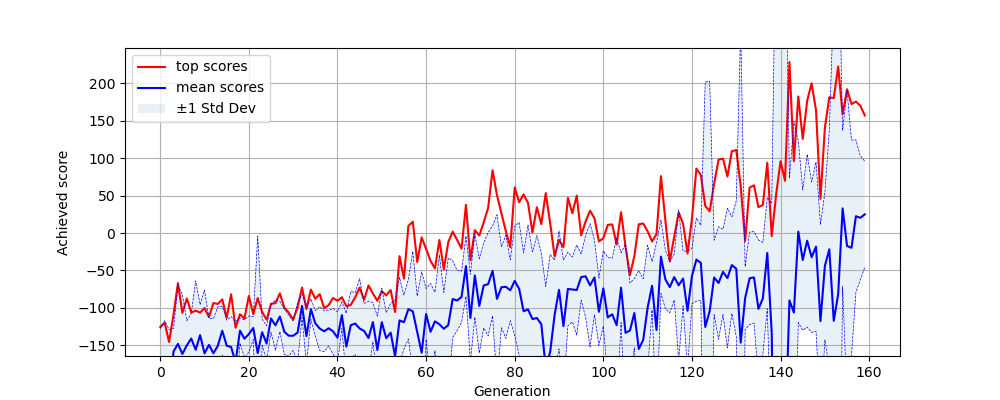 top scores
mean scores
±1 Std Dev
Achieved score
200
150
100
50
0
−50
−100
−150
0 20 40 60 80 100 120 140 160
Generation